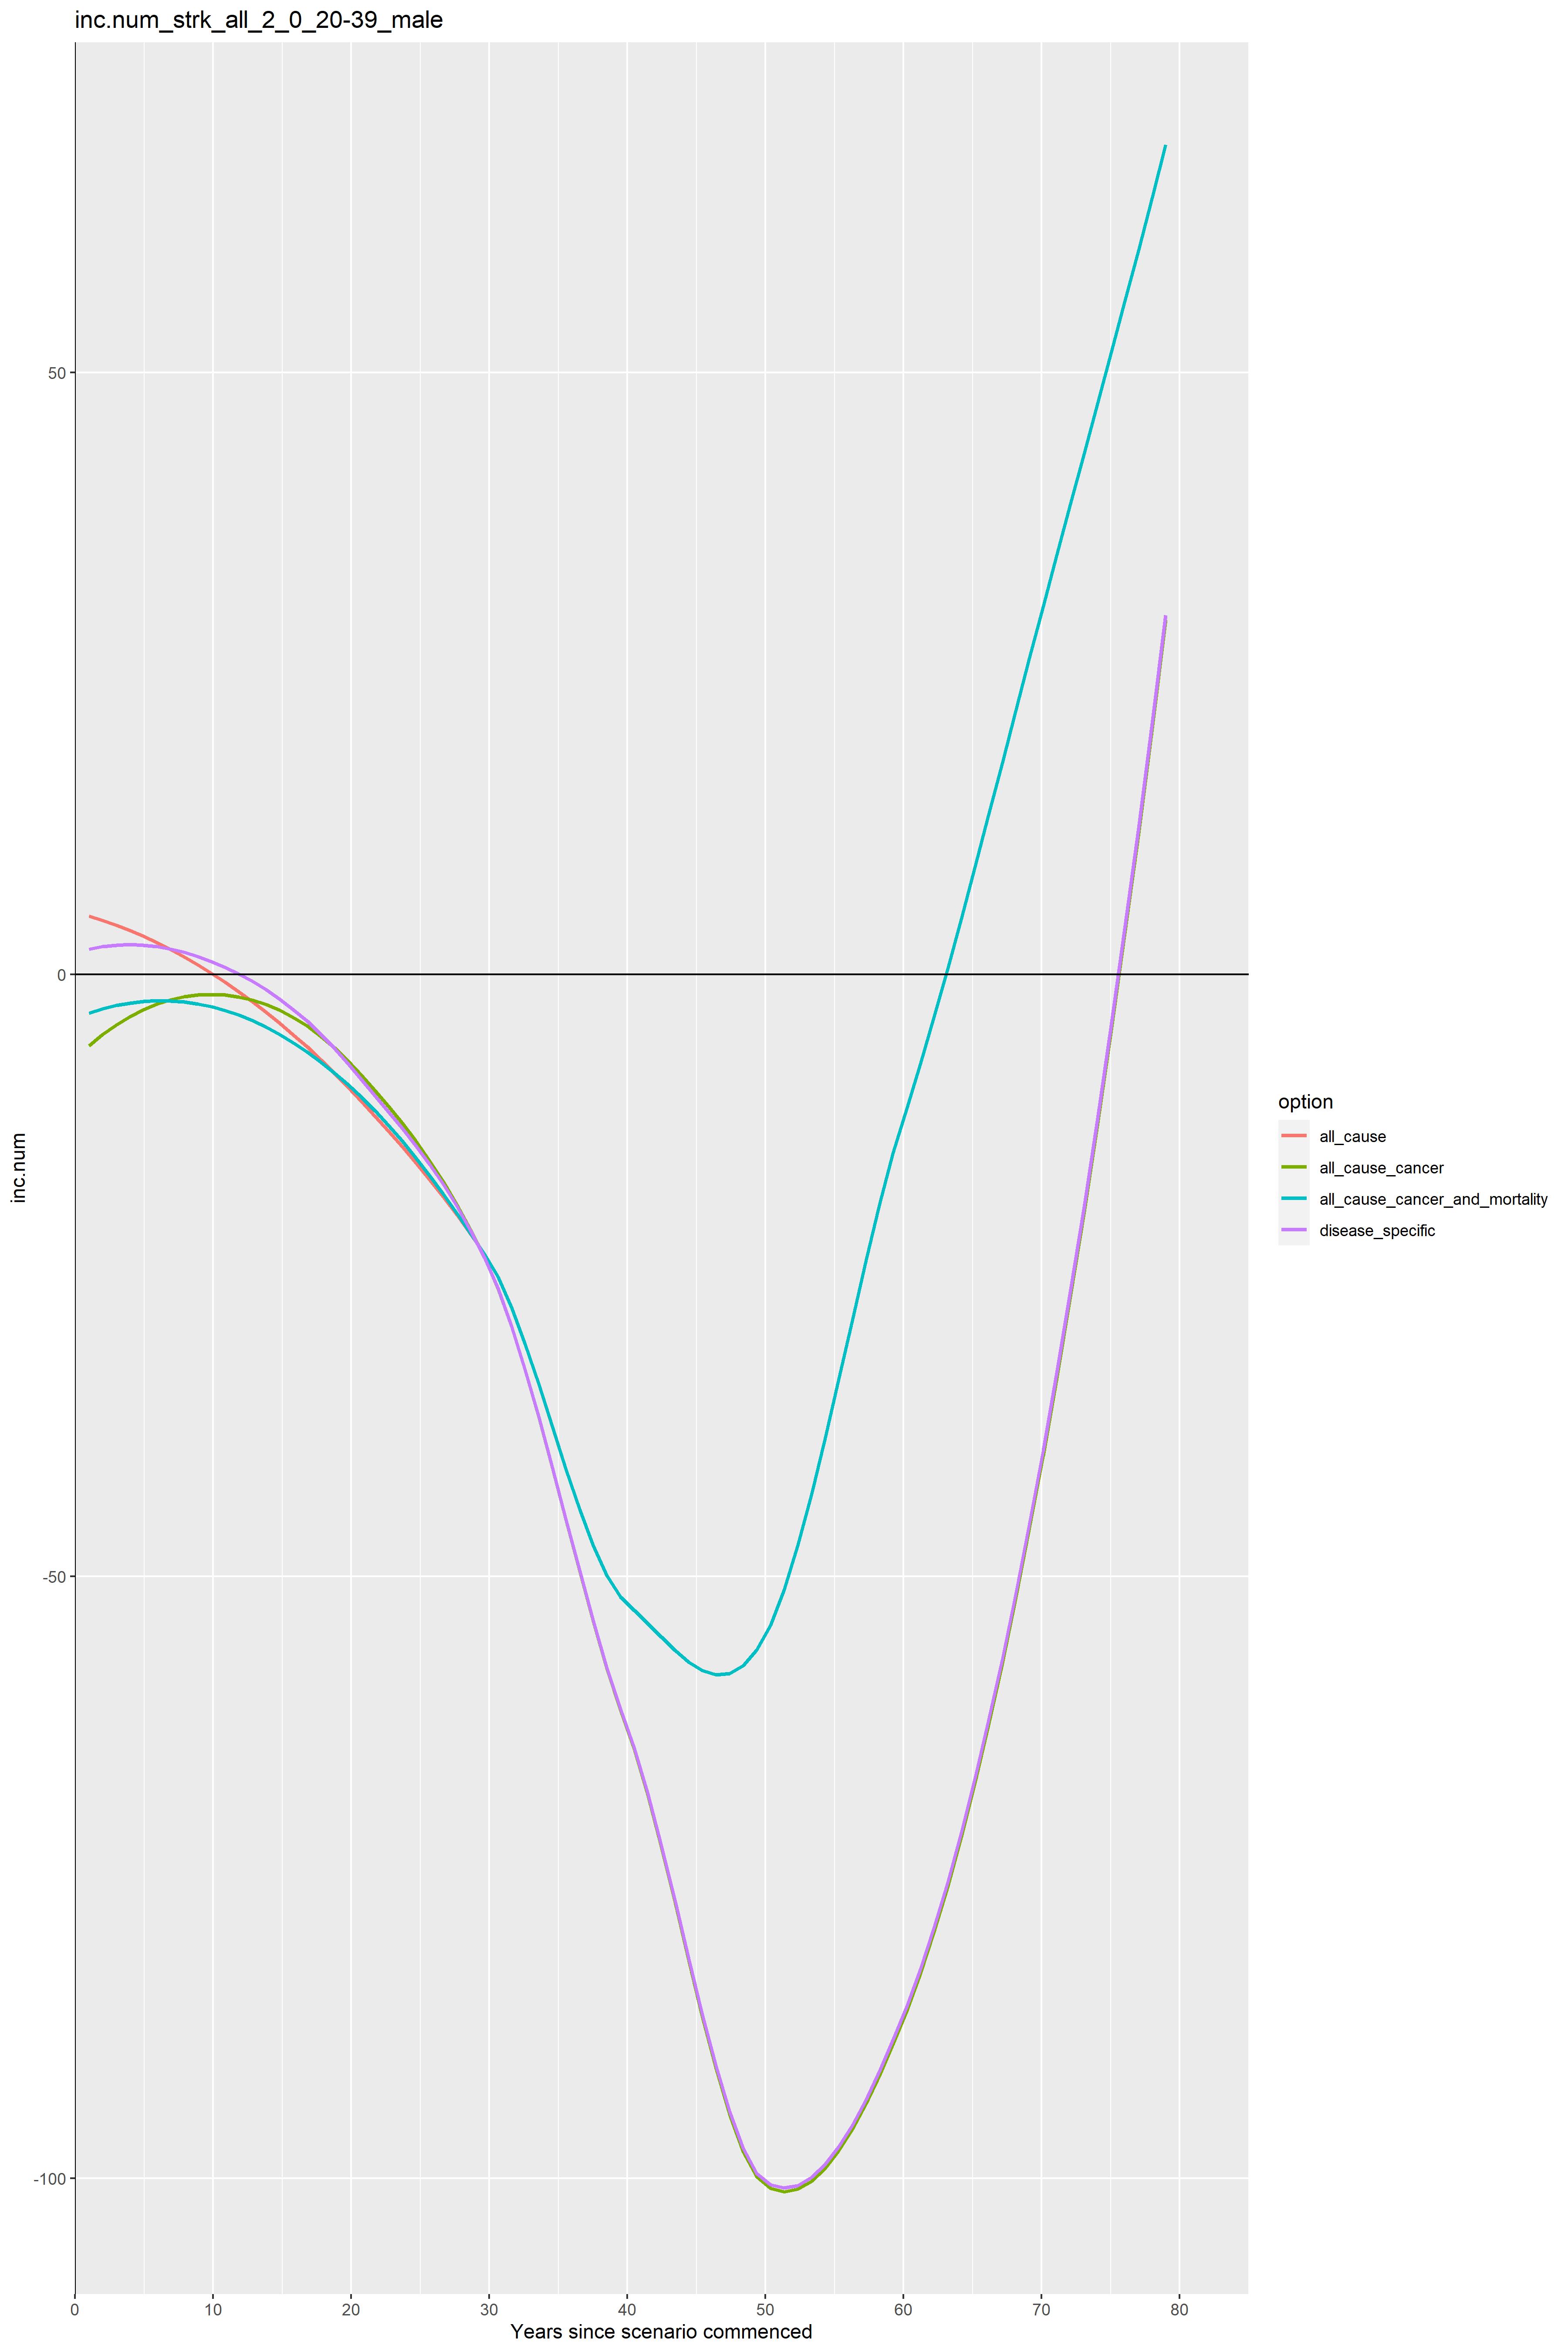 inc.num_strk_all_2_0_20-39_male
50
0
-50
-100
inc.num
0 10 20 30 40 50 60 70 80
Years since scenario commenced
option
all_cause
all_cause_cancer
all_cause_cancer_and_mortality
disease_specific